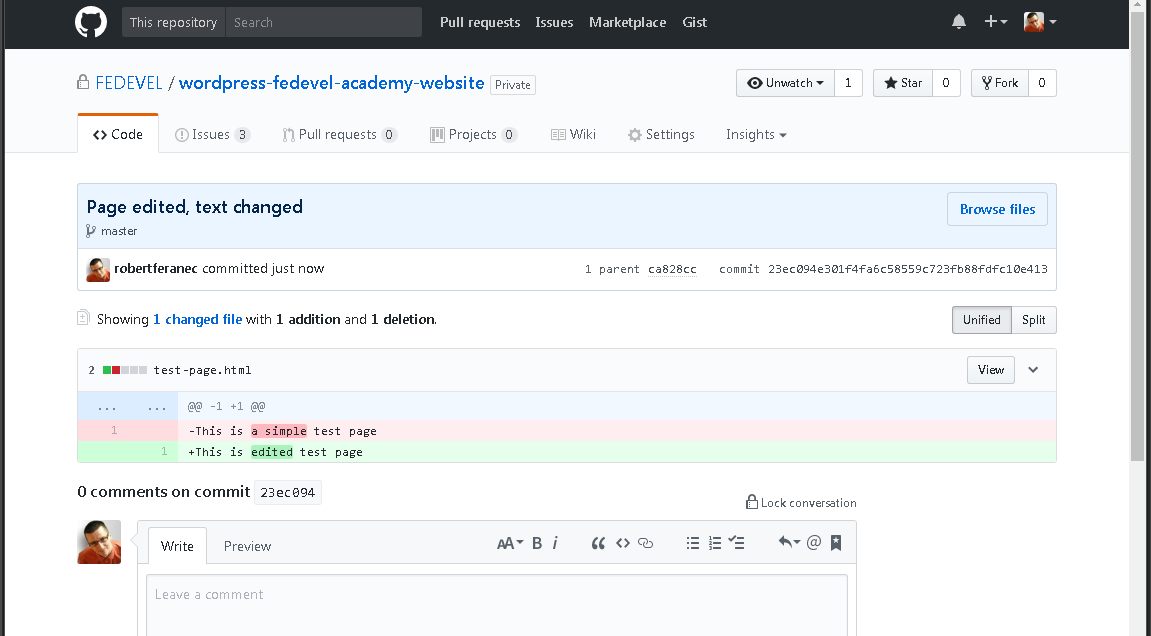 This repository Search Pull requests Issues Marketplace Gist
FEDEVEL / wordpress-fedevel-academy-website Private Unwatch 1 Star 0 Fork 0
Code Issues 3 Pull requests 0 Projects 0 Wiki Settings Insights
Page edited, text changed Browse files
master
robertferanec committed just now 1 parent ca828cc commit 23ec094e301f4fa6c58559c723fb88fdfc10e413
Showing 1 changed file with 1 addition and 1 deletion. Unified Split
2 test-page.html View
... ... @@ -1 +1 @@
1 -This is a simple test page
1 +This is edited test page
0 comments on commit 23ec094
Lock conversation
Write Preview AA B i “ <> @
Leave a comment